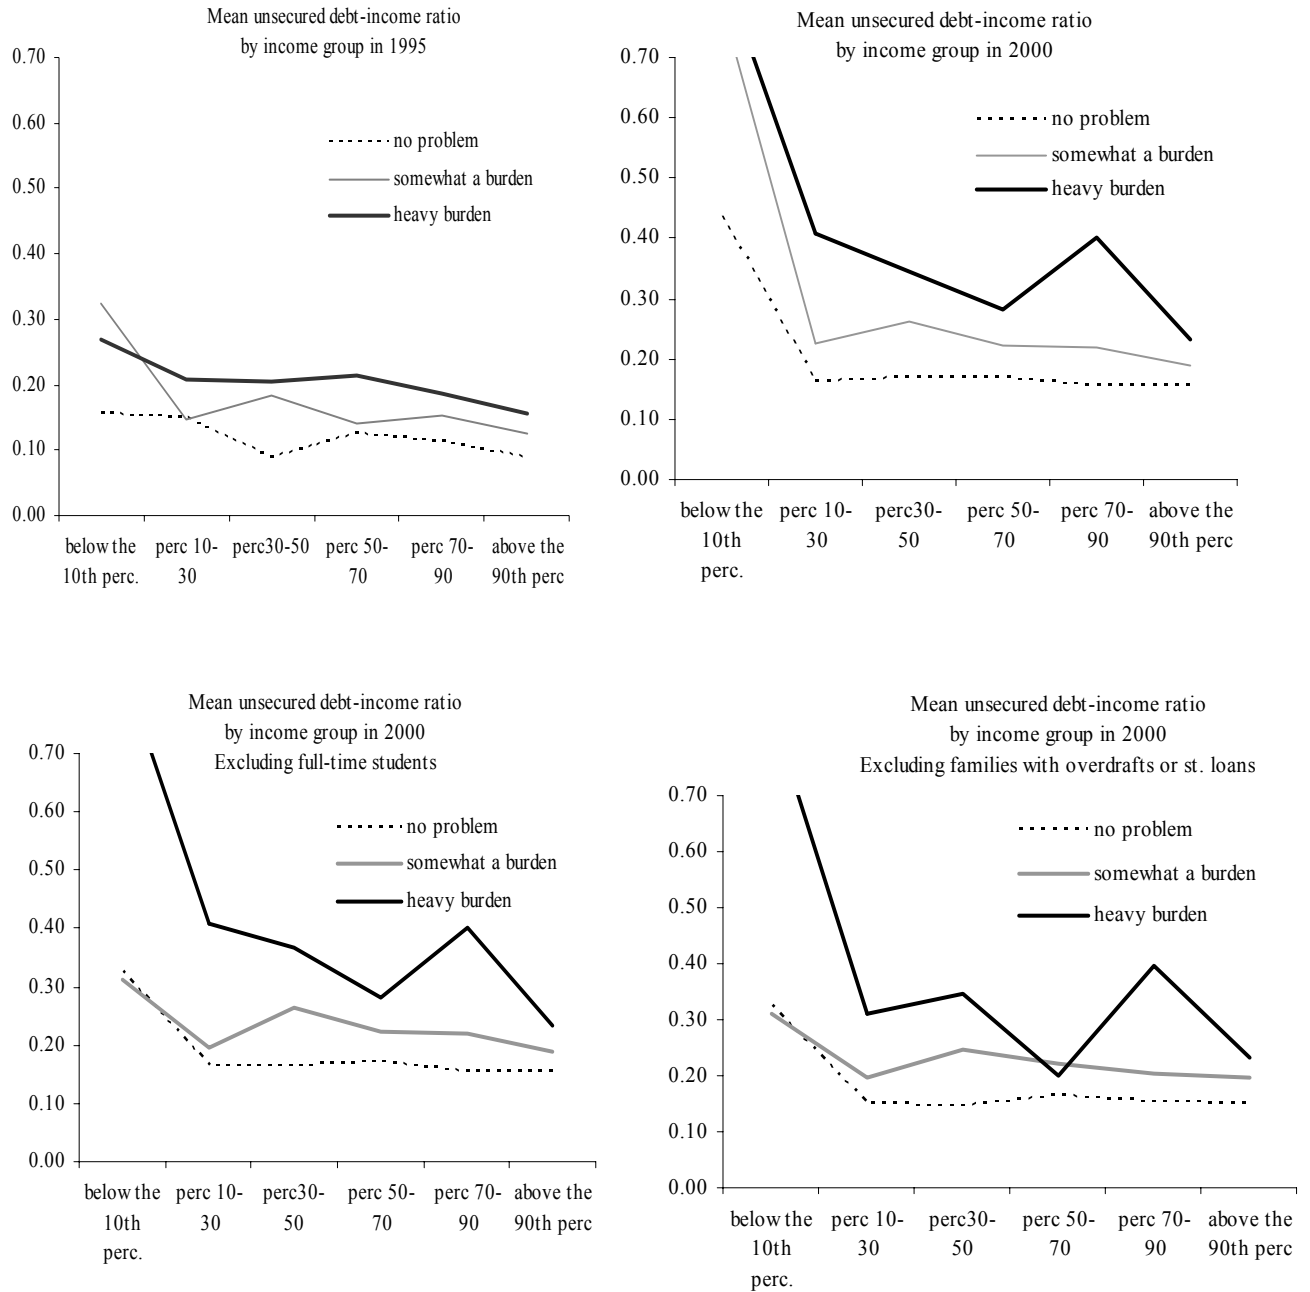 Mean unsecured debt-income ratio
by income group in 1995
0.70
0.60
0.50
0.40
0.30
0.20
0.10
0.00
no problem
somewhat a burden
heavy burden
below the perc 10- perc30-50 perc 50- perc 70- above the
10th perc. 30 70 90 90th perc
Mean unsecured debt-income ratio
by income group in 2000
0.70
0.60
0.50
0.40
0.30
0.20
0.10
0.00
no problem
somewhat a burden
heavy burden
below the perc 10- perc30- perc 50- perc 70- above the
10th 30 50 70 90 90th perc
perc.
Mean unsecured debt-income ratio
by income group in 2000
Excluding full-time students
0.70
0.60
0.50
0.40
0.30
0.20
0.10
0.00
no problem
somewhat a burden
heavy burden
below the perc 10- perc30- perc 50- perc 70- above the
10th 30 50 70 90 90th perc
perc.
Mean unsecured debt-income ratio
by income group in 2000
Excluding families with overdrafts or st. loans
0.70
0.60
0.50
0.40
0.30
0.20
0.10
0.00
no problem
somewhat a burden
heavy burden
below the perc 10- perc30- perc 50- perc 70- above the
10th 30 50 70 90 90th perc
perc.